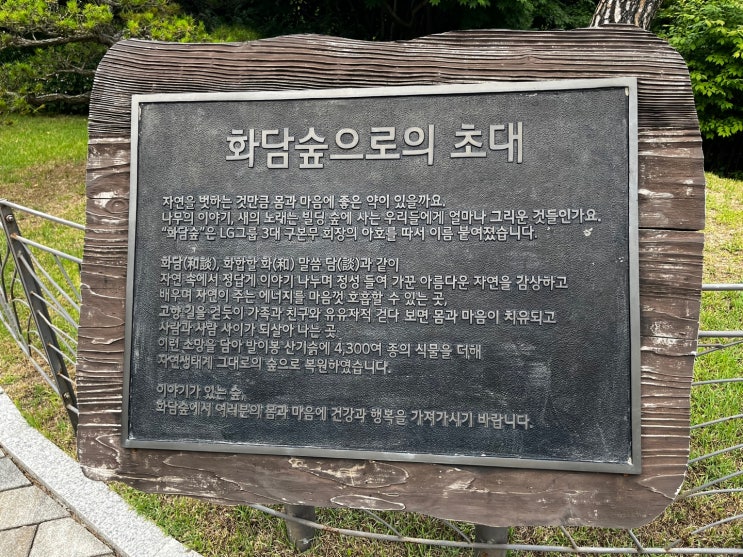 화담숲으로의 초대
자연을 벗하는 것만큼 몸과 마음에 좋은 약이 있을까요.
나무의 이야기, 새의 노래는 빌딩 숲에 사는 우리들에게 얼마나 그리운 것들인가요.
“화담숲”은 LG그룹 3대 구본무 회장의 아호를 따서 이름 붙여졌습니다.
화담(和談), 화합할 화(和) 말씀 담(談)과 같이
자연 속에서 정답게 이야기 나누며 정성 들여 가꾼 아름다운 자연을 감상하고
배우며 자연이 주는 에너지를 마음껏 호흡할 수 있는 곳,
고향 길을 걷듯이 가족과 친구와 유유자적 걷다 보면 몸과 마음이 치유되고
사람과 사람 사이가 되살아 나는 곳.
이런 소망을 담아 발이봉 산기슭에 4,300여 종의 식물을 더해
자연생태계 그대로의 숲으로 복원하였습니다.
이야기가 있는 숲,
화담숲에서 여러분의 몸과 마음에 건강과 행복을 가져가시기 바랍니다.